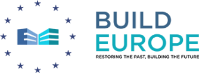 BUILD
EUROPE
RESTORING THE PAST, BUILDING THE FUTURE